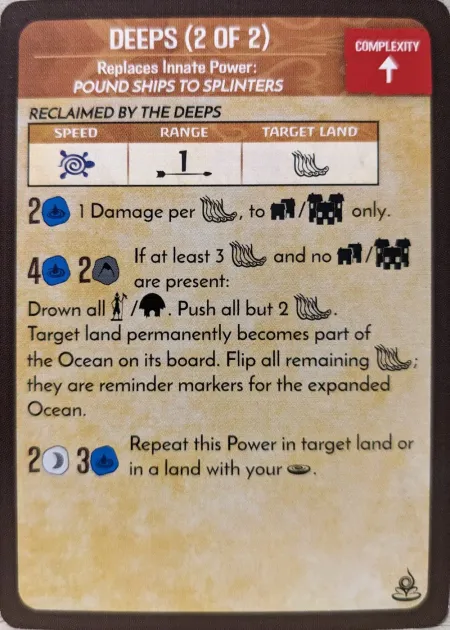 DEEPS (2 OF 2)
COMPLEXITY
Replaces Innate Power:
POUND SHIPS TO SPLINTERS
RECLAIMED BY THE DEEPS
SPEED RANGE TARGET LAND
1
2 1 Damage per , to / only.
4 2 If at least 3 and no /
are present:
Drown all / . Push all but 2 .
Target land permanently becomes part of
the Ocean on its board. Flip all remaining ;
they are reminder markers for the expanded
Ocean.
2 3 Repeat this Power in target land or
in a land with your .